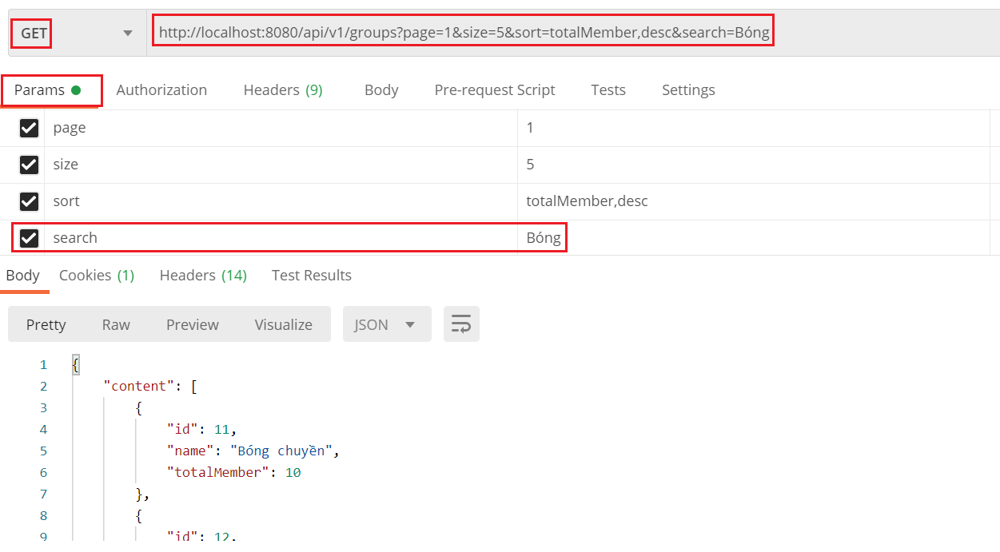 GET http://localhost:8080/api/v1/groups?page=1&size=5&sort=totalMember,desc&search=Bóng
Params Authorization Headers (9) Body Pre-request Script Tests Settings
page 1
size 5
sort totalMember,desc
search Bóng
Body Cookies (1) Headers (14) Test Results
Pretty Raw Preview Visualize JSON
1 {
2 "content": [
3 {
4 "id": 11,
5 "name": "Bóng chuyền",
6 "totalMember": 10
7 },
8 {
9 "id": 12,